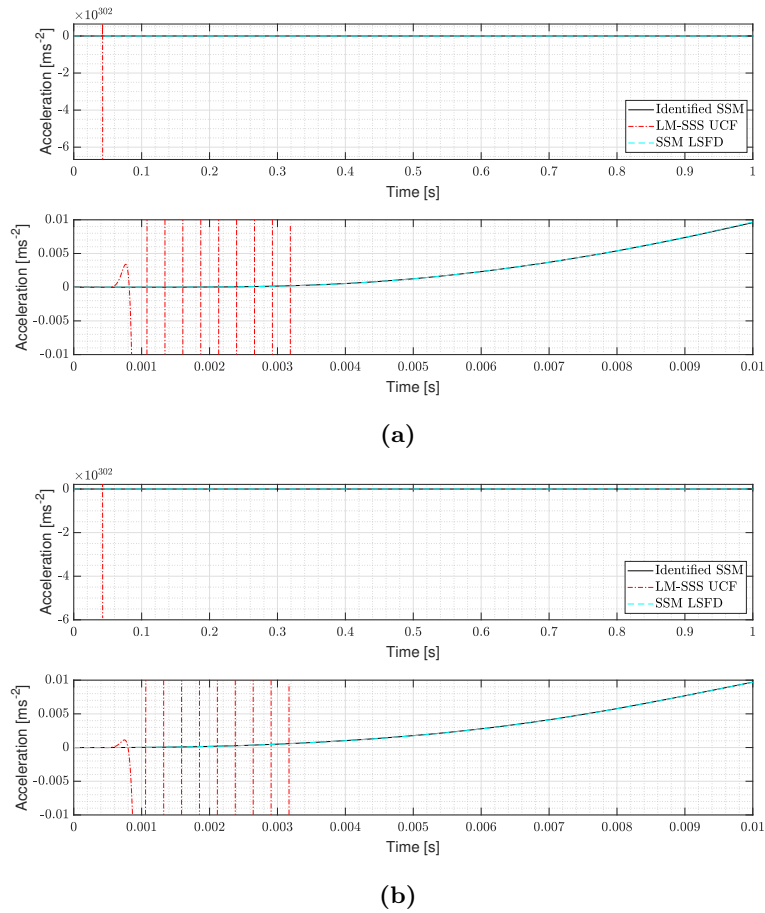 ×10^302
0
-2
-4
-6
Acceleration [ms^-2]
Identified SSM
LM-SSS UCF
SSM LSFD
0 0.1 0.2 0.3 0.4 0.5 0.6 0.7 0.8 0.9 1
Time [s]
0.01
0.005
0
-0.005
-0.01
Acceleration [ms^-2]
0 0.001 0.002 0.003 0.004 0.005 0.006 0.007 0.008 0.009 0.01
Time [s]
(a)
×10^302
0
-2
-4
-6
Acceleration [ms^-2]
Identified SSM
LM-SSS UCF
SSM LSFD
0 0.1 0.2 0.3 0.4 0.5 0.6 0.7 0.8 0.9 1
Time [s]
0.01
0.005
0
-0.005
-0.01
Acceleration [ms^-2]
0 0.001 0.002 0.003 0.004 0.005 0.006 0.007 0.008 0.009 0.01
Time [s]
(b)